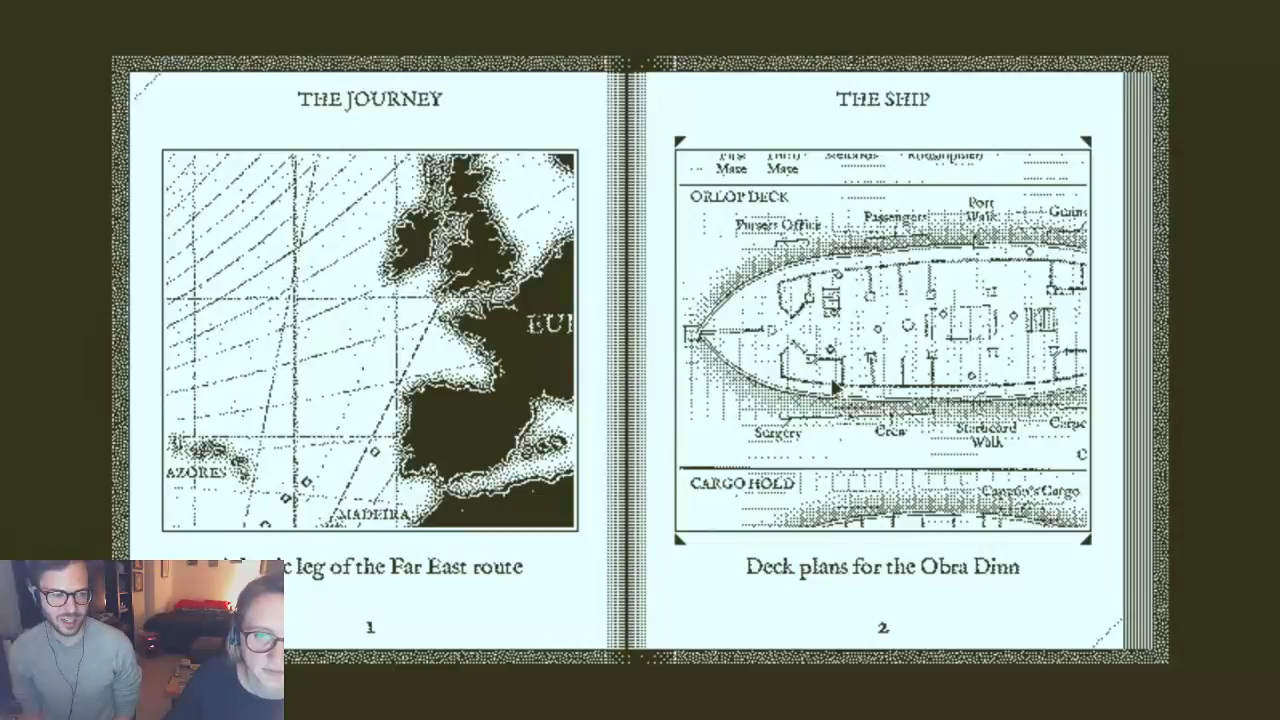 THE JOURNEY
EUR
AZORES
MADEIRA
leg of the Far East route
1
THE SHIP
Mate
Mate
ORLOP DECK
Port
Walk
Passengers
Pursers Office
Surgery
Crew
Starboard
Walk
CARGO HOLD
Captain's Cargo
Deck plans for the Obra Dinn
2